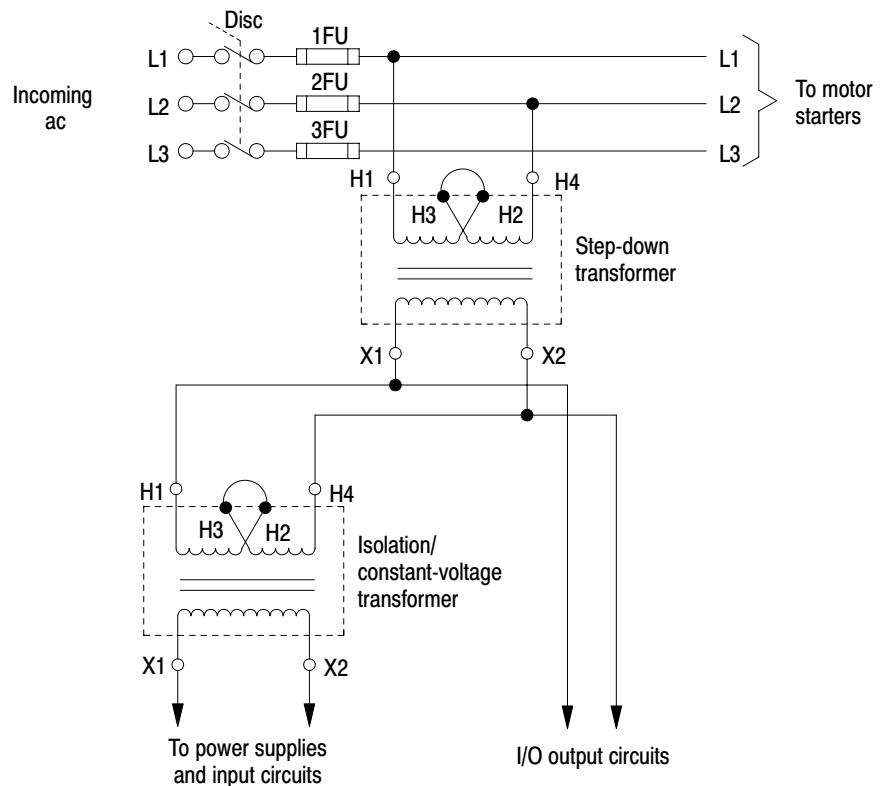 Disc
1FU
L1
L1
Incoming
ac
2FU
L2
L2
To motor
starters
3FU
L3
L3
H1
H4
H3
H2
Step-down
transformer
X1
X2
H1
H4
H3
H2
Isolation/
constant-voltage
transformer
X1
X2
To power supplies
and input circuits
I/O output circuits